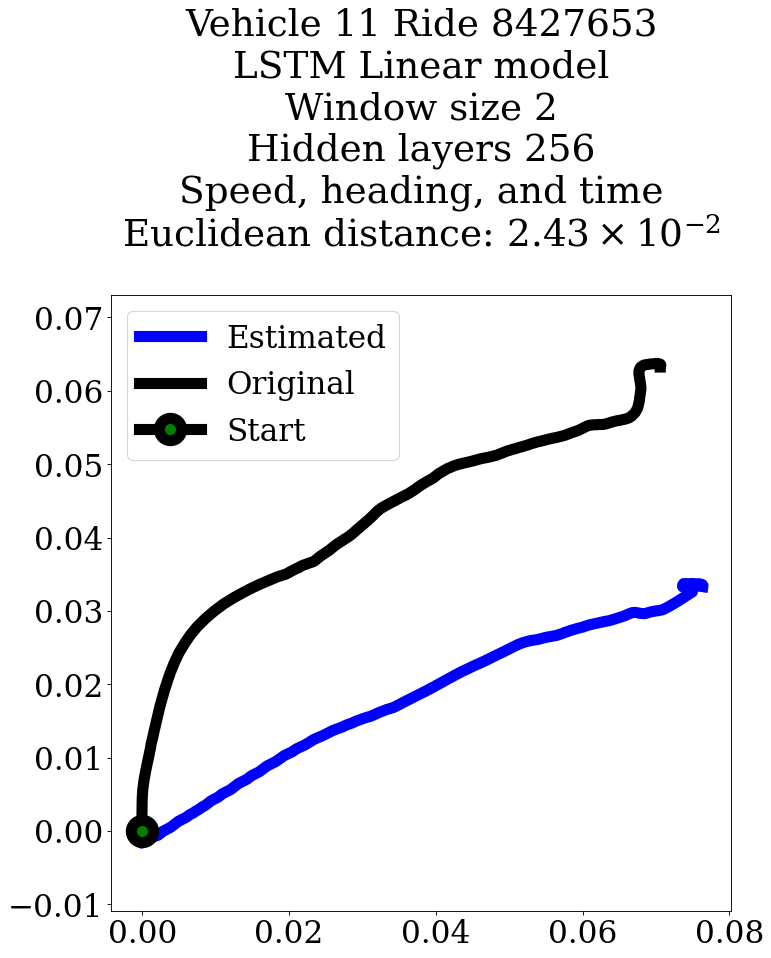 Vehicle 11 Ride 8427653
LSTM Linear model
Window size 2
Hidden layers 256
Speed, heading, and time
Euclidean distance: 2.43 × 10⁻²
Estimated
Original
Start
0.07
0.06
0.05
0.04
0.03
0.02
0.01
0.00
−0.01
0.00 0.02 0.04 0.06 0.08